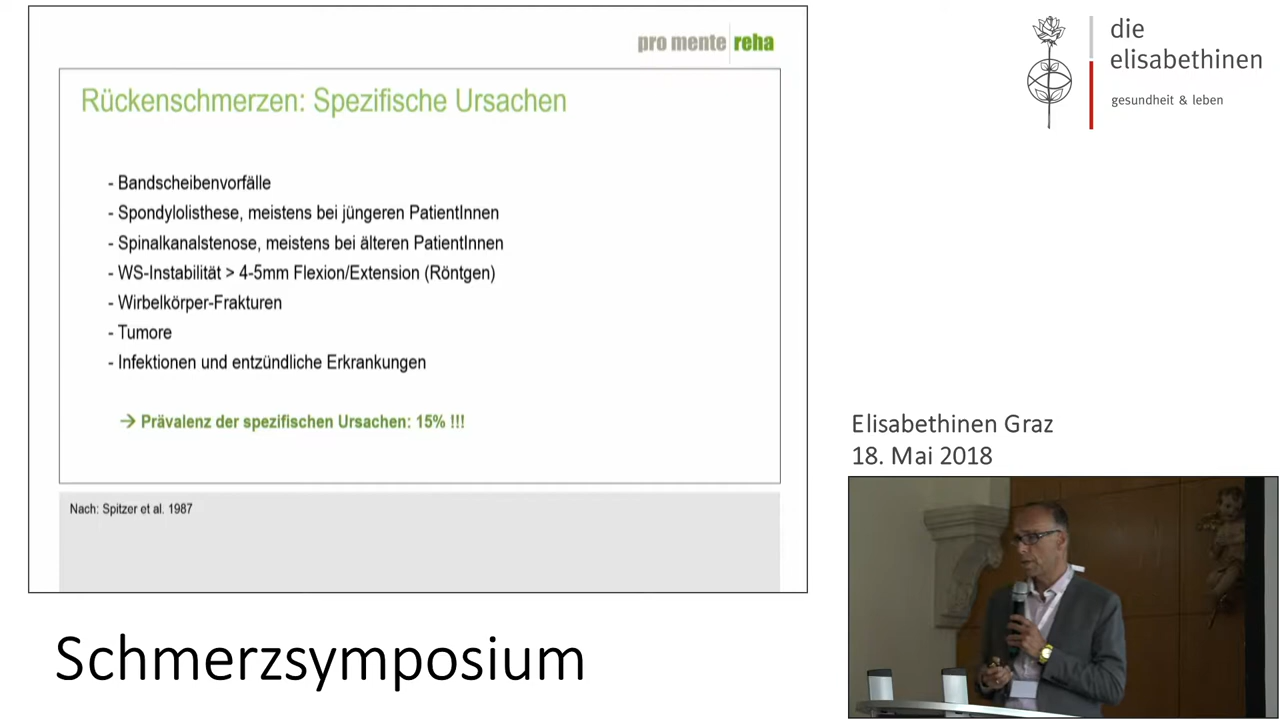 pro mente reha
Rückenschmerzen: Spezifische Ursachen
- Bandscheibenvorfälle
- Spondylolisthese, meistens bei jüngeren PatientInnen
- Spinalkanalstenose, meistens bei älteren PatientInnen
- WS-Instabilität > 4-5mm Flexion/Extension (Röntgen)
- Wirbelkörper-Frakturen
- Tumore
- Infektionen und entzündliche Erkrankungen
→ Prävalenz der spezifischen Ursachen: 15% !!!
Nach: Spitzer et al. 1987
Schmerzsymposium
die
elisabethinen
gesundheit & leben
Elisabethinen Graz
18. Mai 2018